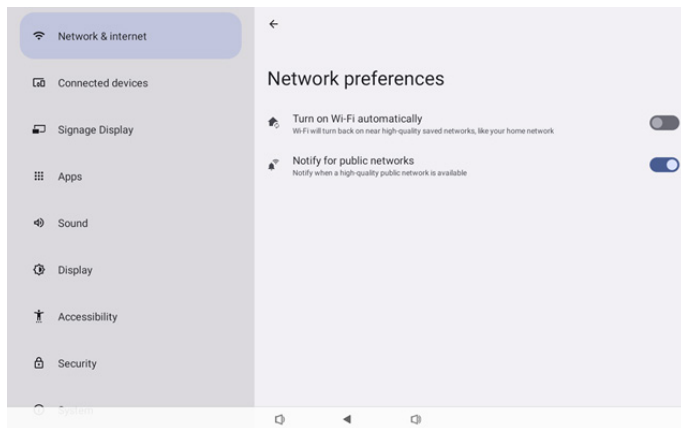 Network & internet
Connected devices
Signage Display
Apps
Sound
Display
Accessibility
Security
System
Network preferences
Turn on Wi-Fi automatically
Wi-Fi will turn back on near high-quality saved networks, like your home network
Notify for public networks
Notify when a high-quality public network is available